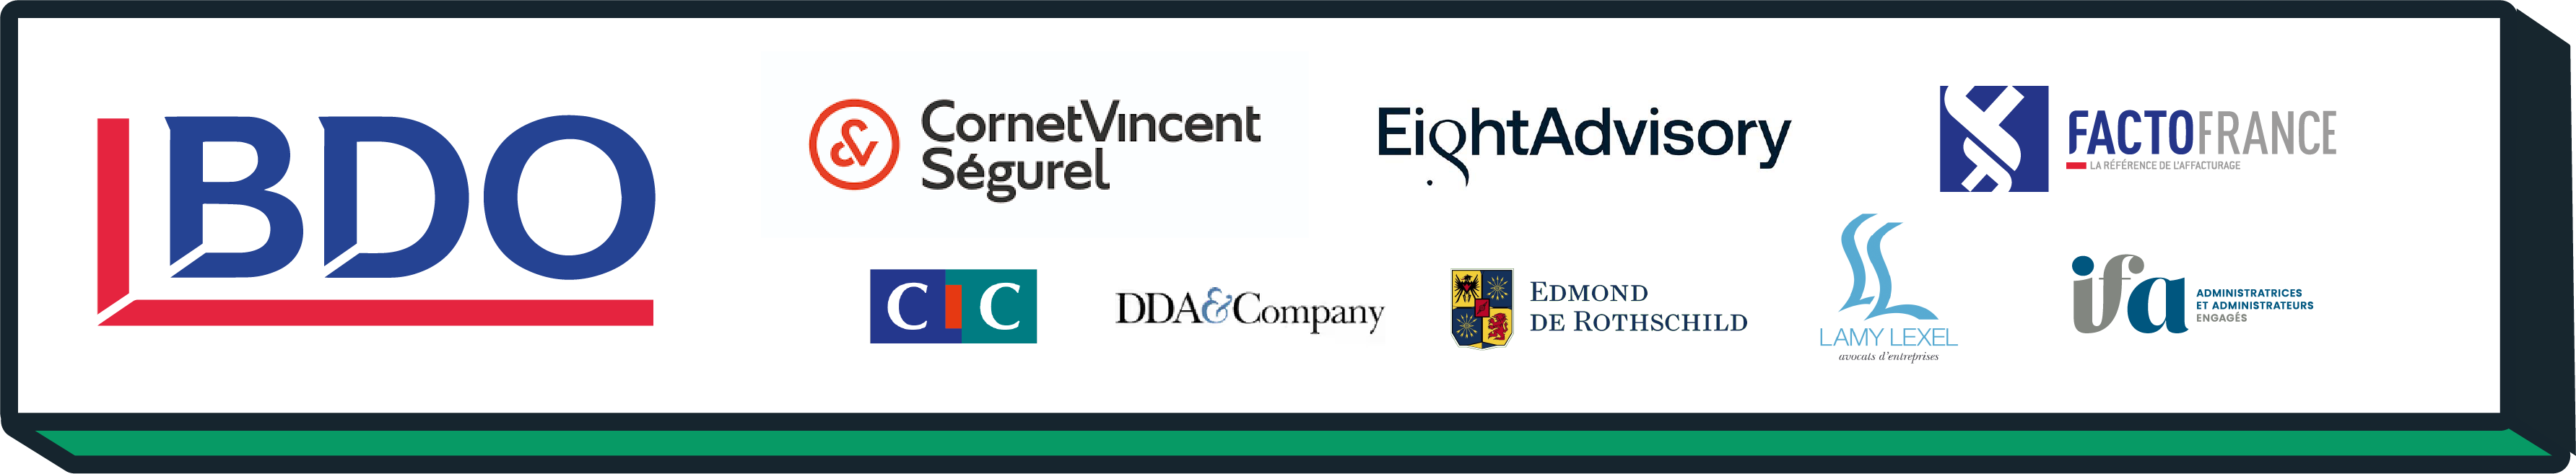 BDO
& CornetVincent
Ségurel
EightAdvisory
FACTOFRANCE
LA RÉFÉRENCE DE L'AFFACTURAGE
CIC
DDA&Company
EDMOND
DE ROTHSCHILD
LAMY LEXEL
avocats d'entreprises
ifa
ADMINISTRATRICES
ET ADMINISTRATEURS
ENGAGÉS